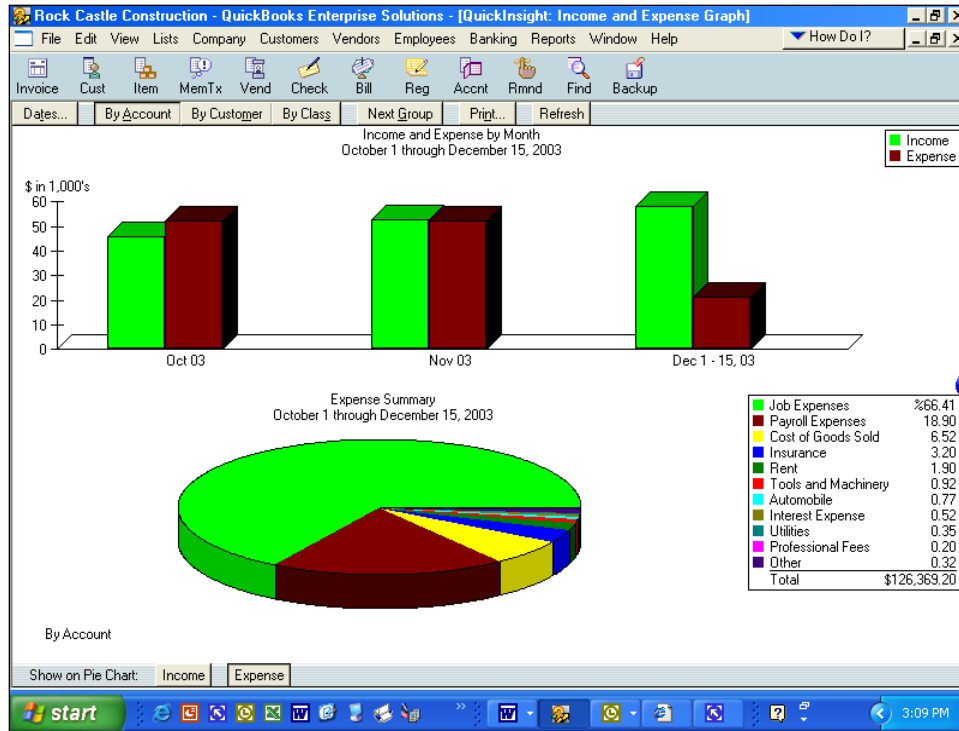 Rock Castle Construction - QuickBooks Enterprise Solutions - [QuickInsight: Income and Expense Graph]
File Edit View Lists Company Customers Vendors Employees Banking Reports Window Help How Do I?
Invoice Cust Item MemTx Vend Check Bill Reg Accnt Rmnd Find Backup
Dates... By Account By Customer By Class Next Group Print... Refresh
Income and Expense by Month
October 1 through December 15, 2003
Income
Expense
$ in 1,000's
60
50
40
30
20
10
0
Oct 03 Nov 03 Dec 1 - 15, 03
Expense Summary
October 1 through December 15, 2003
Job Expenses %66.41
Payroll Expenses 18.90
Cost of Goods Sold 6.52
Insurance 3.20
Rent 1.90
Tools and Machinery 0.92
Automobile 0.77
Interest Expense 0.52
Utilities 0.35
Professional Fees 0.20
Other 0.32
Total $126,369.20
By Account
Show on Pie Chart: Income Expense
start 3:09 PM